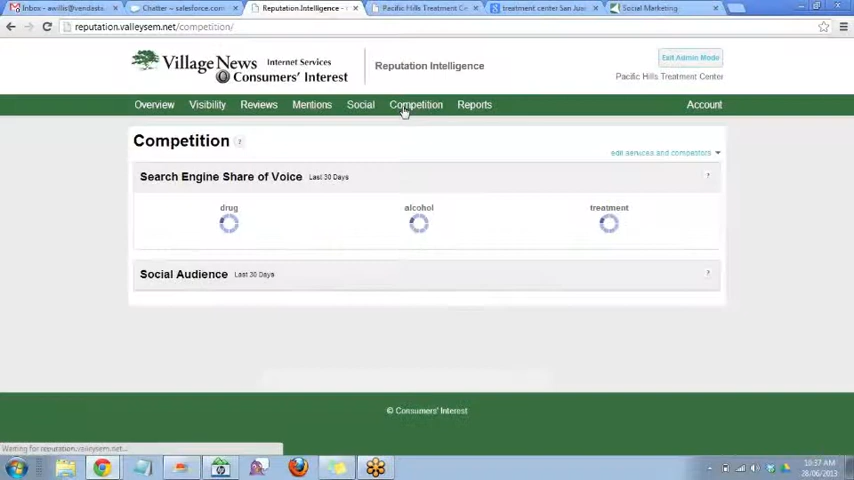 Inbox - awillis@vendasta.
Chatter - salesforce.com
Reputation.Intelligence -
Pacific Hills Treatment Ce
treatment center San Juan
Social Marketing
reputation.valleysem.net/competition/
Village News Internet Services
Consumers' Interest
Reputation Intelligence
Exit Admin Mode
Pacific Hills Treatment Center
Overview Visibility Reviews Mentions Social Competition Reports Account
Competition ?
edit services and competitors
Search Engine Share of Voice Last 30 Days ?
drug alcohol treatment
Social Audience Last 30 Days ?
© Consumers' Interest
Waiting for reputation.valleysem.net...
10:37 AM
28/06/2013